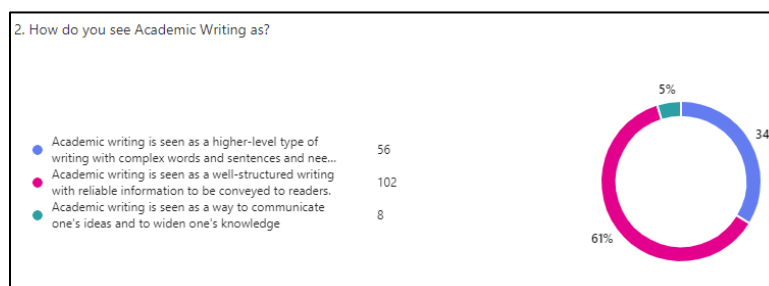 2. How do you see Academic Writing as?
5%
Academic writing is seen as a higher-level type of
writing with complex words and sentences and nee...
56
34
Academic writing is seen as a well-structured writing
with reliable information to be conveyed to readers.
102
Academic writing is seen as a way to communicate
one's ideas and to widen one's knowledge
8
61%